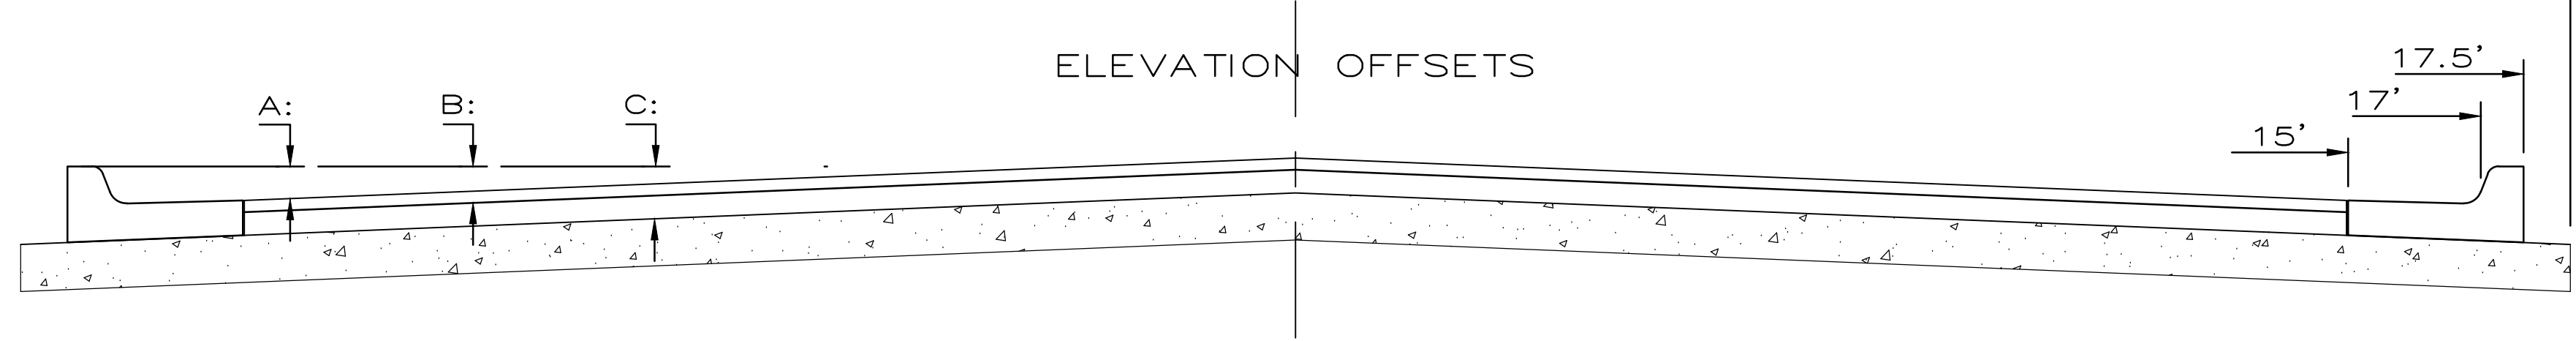 ELEVATION OFFSETS
17.5’
17’
15’
A:
B:
C: